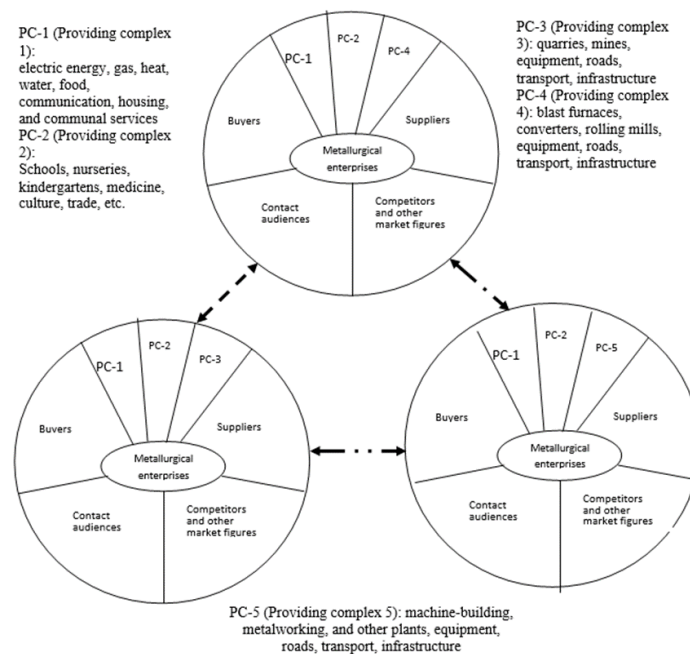 PC-1 (Providing complex
1):
electric energy, gas, heat,
water, food,
communication, housing,
and communal services
PC-2 (Providing complex
2):
Schools, nurseries,
kindergartens, medicine,
culture, trade, etc.
PC-3 (Providing complex
3): quarries, mines,
equipment, roads,
transport, infrastructure
PC-4 (Providing complex
4): blast furnaces,
converters, rolling mills,
equipment, roads,
transport, infrastructure
PC-1
PC-2
PC-4
Buyers
Suppliers
Metallurgical
enterprises
Contact
audiences
Competitors
and other
market figures
PC-1
PC-2
PC-3
Buyers
Suppliers
Metallurgical
enterprises
Contact
audiences
Competitors
and other
market figures
PC-1
PC-2
PC-5
Buyers
Suppliers
Metallurgical
enterprises
Contact
audiences
Competitors
and other
market figures
PC-5 (Providing complex 5): machine-building,
metalworking, and other plants, equipment,
roads, transport, infrastructure